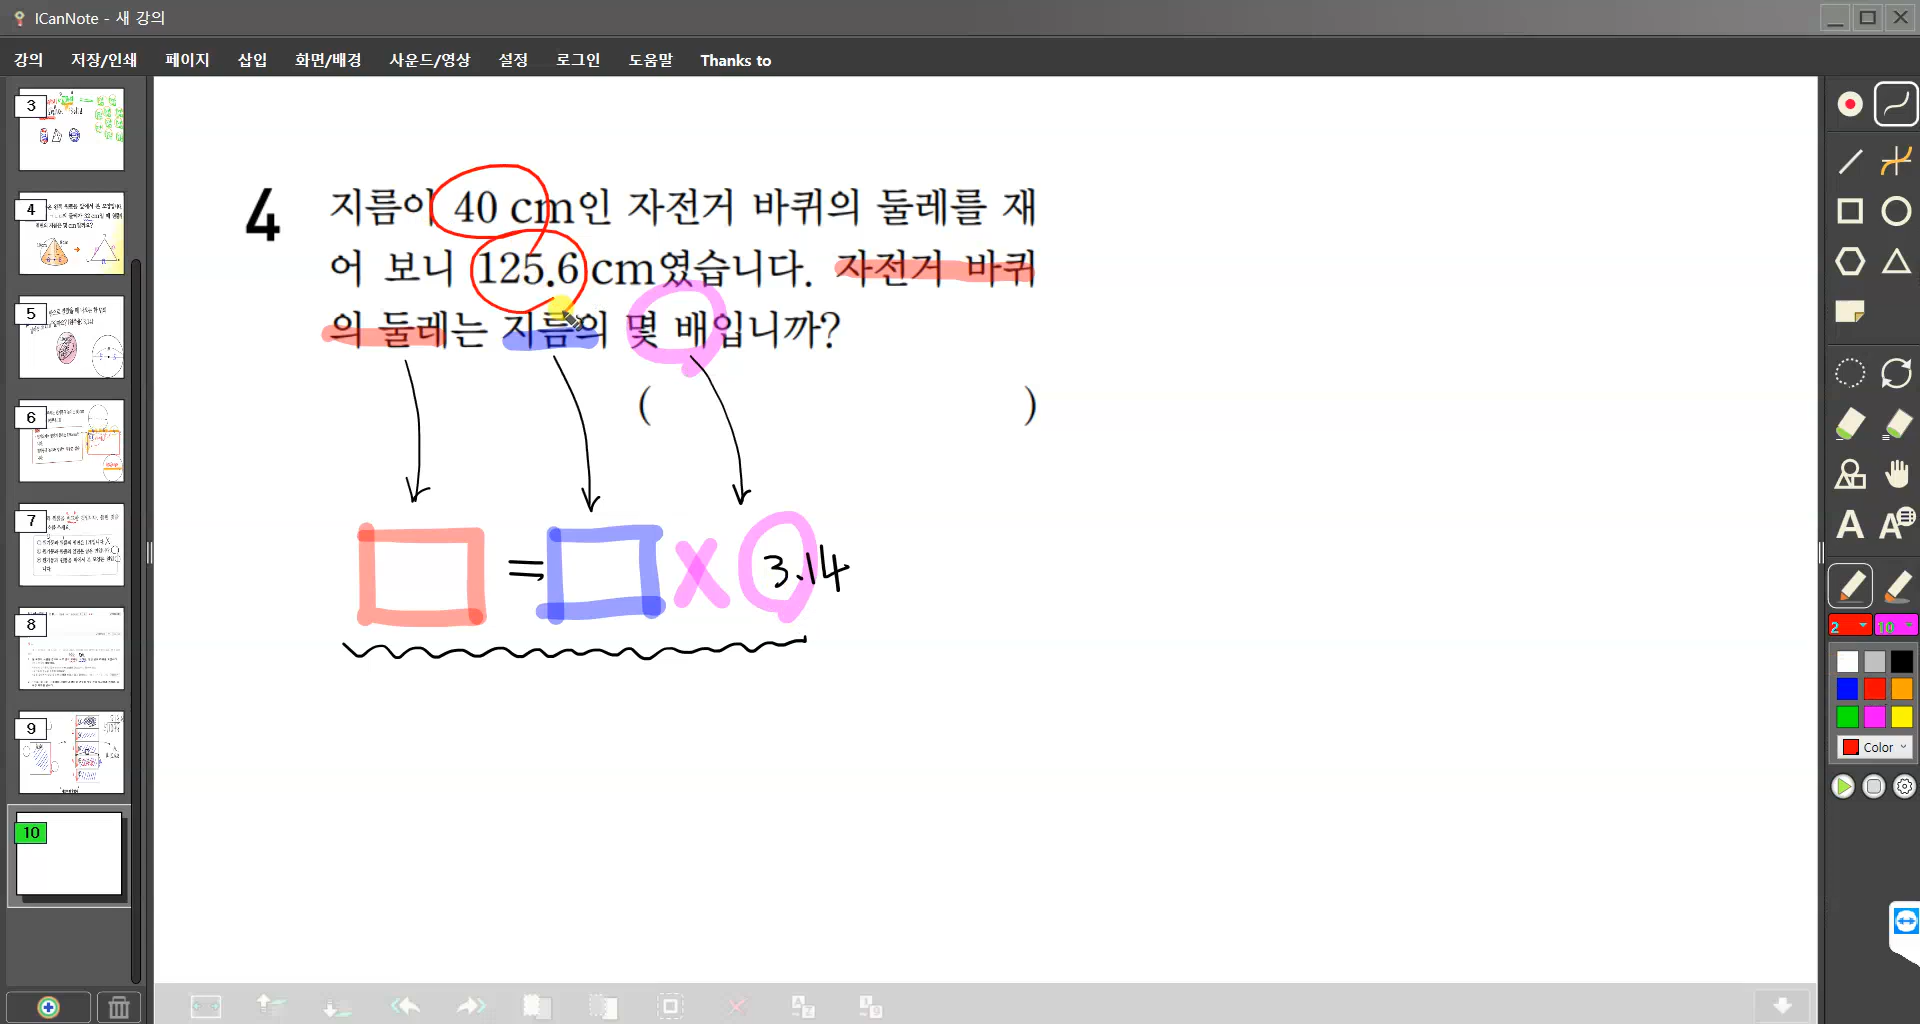 ICanNote - 새 강의
강의 저장/인쇄 페이지 삽입 화면/배경 사운드/영상 설정 로그인 도움말 Thanks to
3
4
5
6
7
8
9
10
4 지름이 40 cm인 자전거 바퀴의 둘레를 재
어 보니 125.6 cm였습니다. 자전거 바퀴
의 둘레는 지름의 몇 배입니까?
( )
= X 3.14
A A
2 10
Color